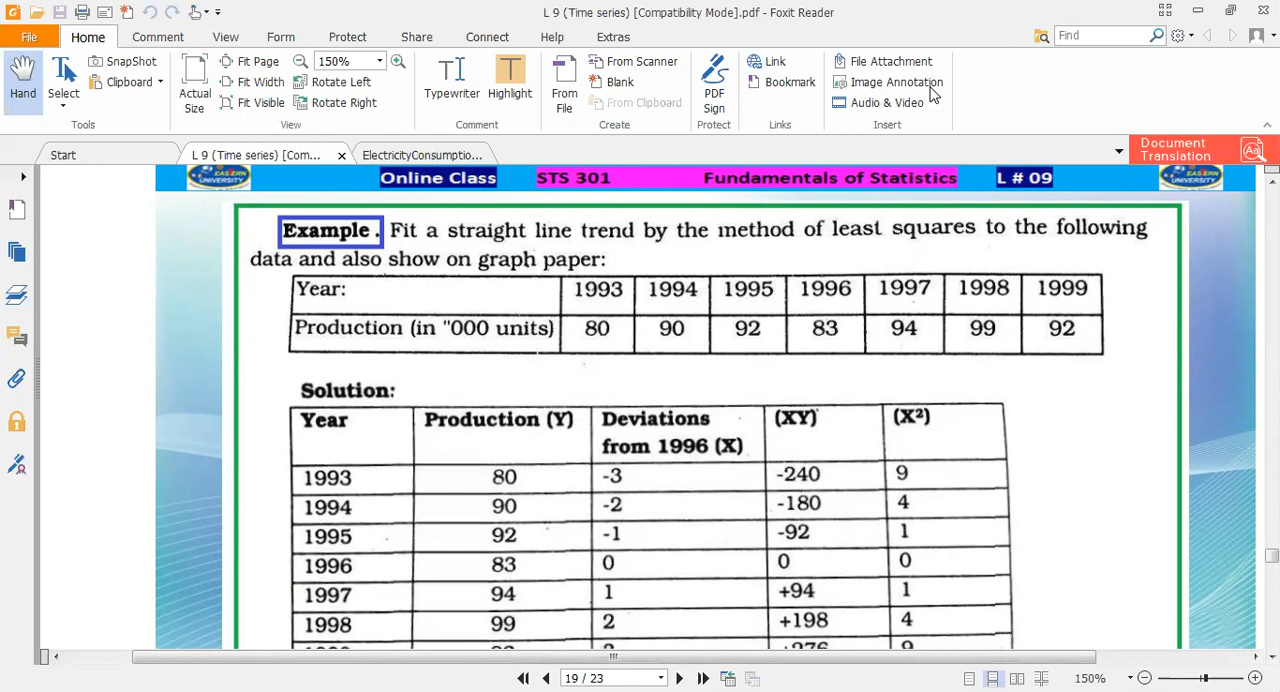 L 9 (Time series) [Compatibility Mode].pdf - Foxit Reader
File Home Comment View Form Protect Share Connect Help Extras Find
Hand
Select
SnapShot
Clipboard
Tools
Actual Size
Fit Page
Fit Width
Fit Visible
150%
Rotate Left
Rotate Right
View
Typewriter
Highlight
Comment
From File
From Scanner
Blank
From Clipboard
Create
PDF Sign
Protect
Link
Bookmark
Links
File Attachment
Image Annotation
Audio & Video
Insert
Start L 9 (Time series) [Com... ElectricityConsumptio...
Document Translation
EASTERN UNIVERSITY Online Class STS 301 Fundamentals of Statistics L # 09 EASTERN UNIVERSITY
Example . Fit a straight line trend by the method of least squares to the following
data and also show on graph paper:
Year: 1993 1994 1995 1996 1997 1998 1999
Production (in "000 units) 80 90 92 83 94 99 92
Solution:
Year Production (Y) Deviations from 1996 (X) (XY) (X²)
1993 80 -3 -240 9
1994 90 -2 -180 4
1995 92 -1 -92 1
1996 83 0 0 0
1997 94 1 +94 1
1998 99 2 +198 4
19 / 23
150%